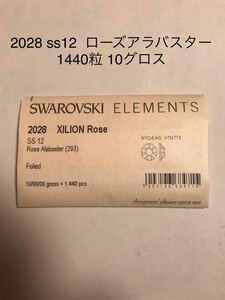 2028 ss12 ローズアラバスター
1440粒 10グロス
SWAROVSKI ELEMENTS
2028 XILION Rose
SS 12
Rose Alabaster (293)
Foiled
10/00/00 gross = 1.440 pcs
designers' choice since 1895